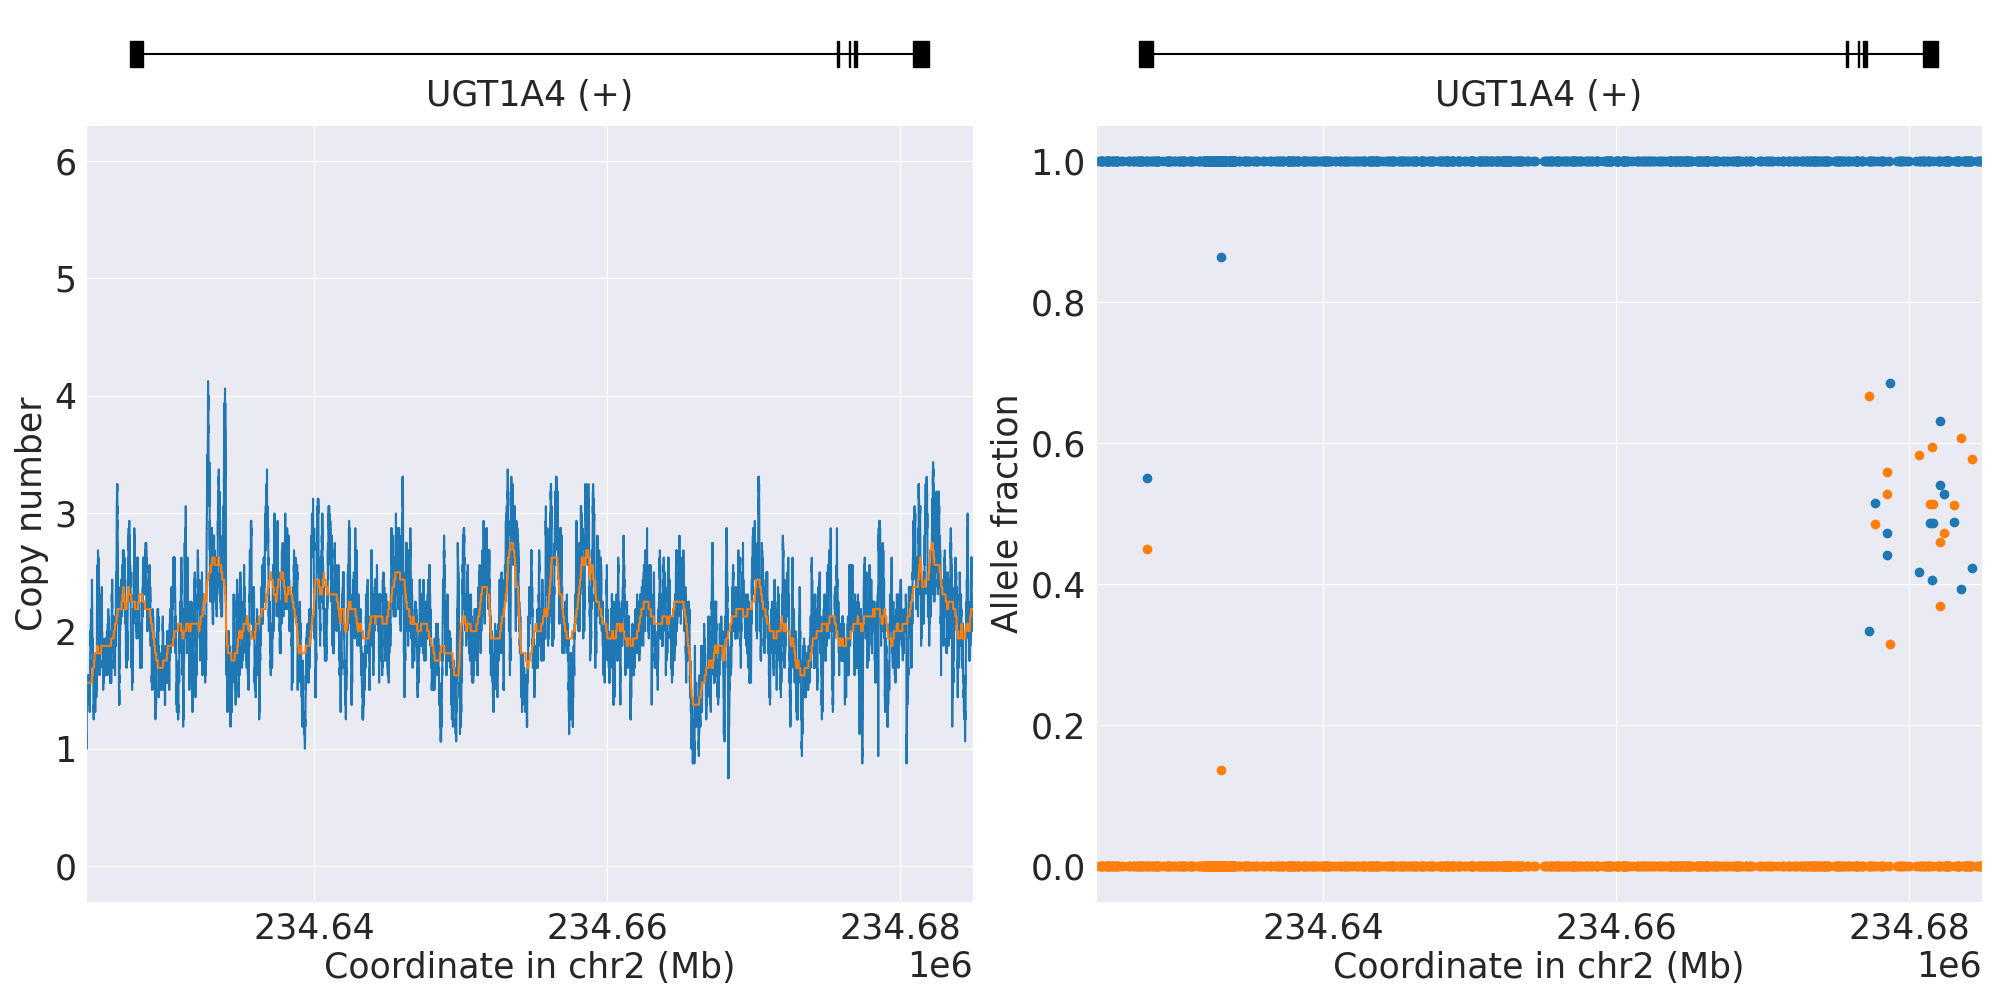 UGT1A4 (+)
6
5
4
3
2
1
0
Copy number
234.64
234.66
234.68
Coordinate in chr2 (Mb)
1e6
UGT1A4 (+)
1.0
0.8
0.6
0.4
0.2
0.0
Allele fraction
234.64
234.66
234.68
Coordinate in chr2 (Mb)
1e6